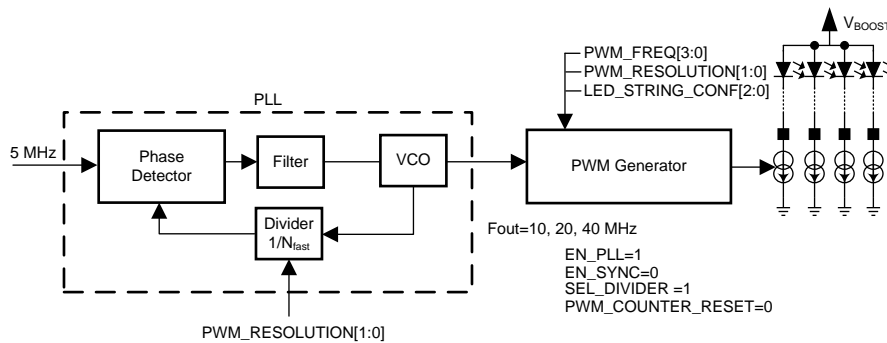 V_BOOST
PWM_FREQ[3:0]
PWM_RESOLUTION[1:0]
LED_STRING_CONF[2:0]
PLL
5 MHz
Phase
Detector
Filter
VCO
PWM Generator
Divider
1/N_fast
Fout=10, 20, 40 MHz
EN_PLL=1
EN_SYNC=0
SEL_DIVIDER =1
PWM_COUNTER_RESET=0
PWM_RESOLUTION[1:0]